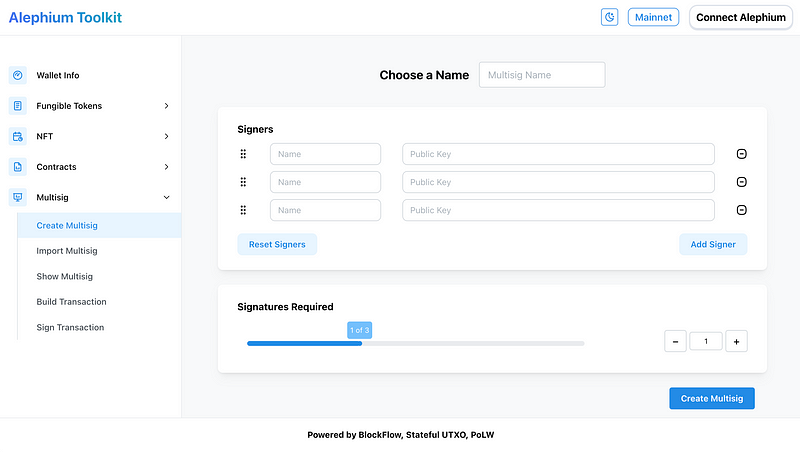 Alephium Toolkit
Mainnet
Connect Alephium
Wallet Info
Fungible Tokens
NFT
Contracts
Multisig
Create Multisig
Import Multisig
Show Multisig
Build Transaction
Sign Transaction
Choose a Name
Multisig Name
Signers
Name
Public Key
Name
Public Key
Name
Public Key
Reset Signers
Add Signer
Signatures Required
1 of 3
1
Create Multisig
Powered by BlockFlow, Stateful UTXO, PoLW